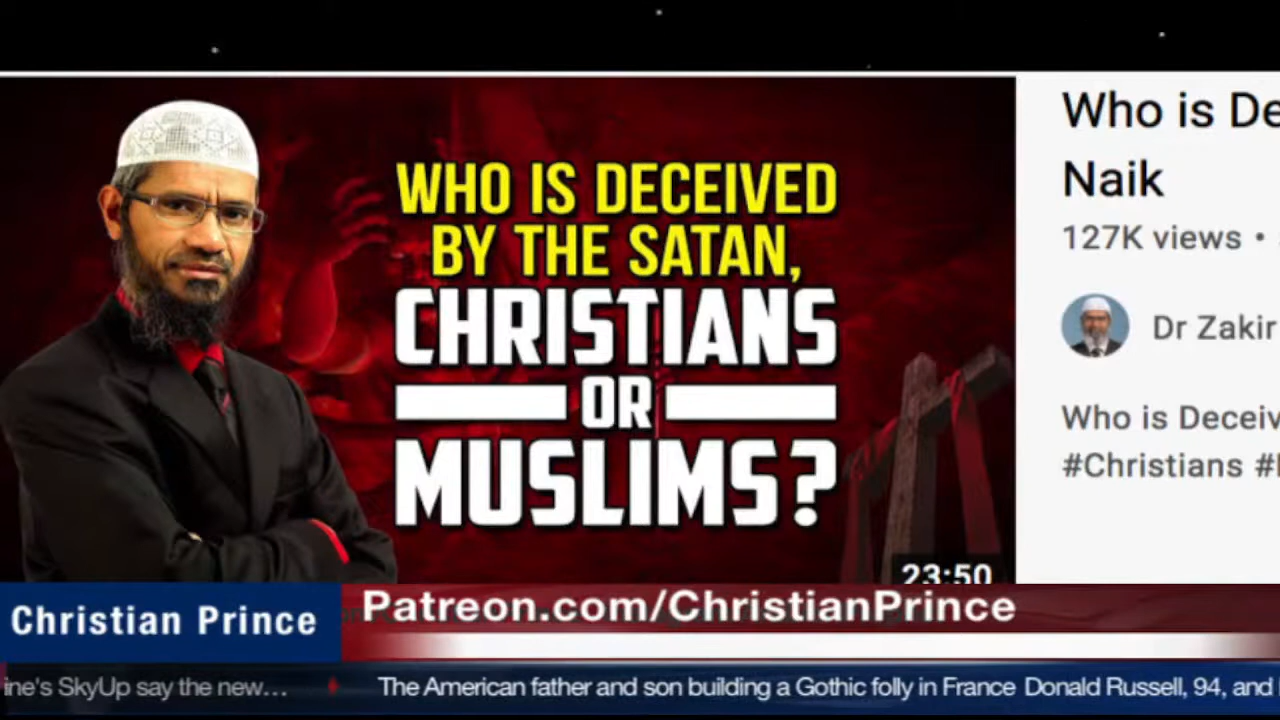 WHO IS DECEIVED
BY THE SATAN,
CHRISTIANS
OR
MUSLIMS?
23:50
Who is De
Naik
127K views •
Dr Zakir
Who is Deceiv
#Christians #
Christian Prince
Patreon.com/ChristianPrince
ine's SkyUp say the new… The American father and son building a Gothic folly in France Donald Russell, 94, and